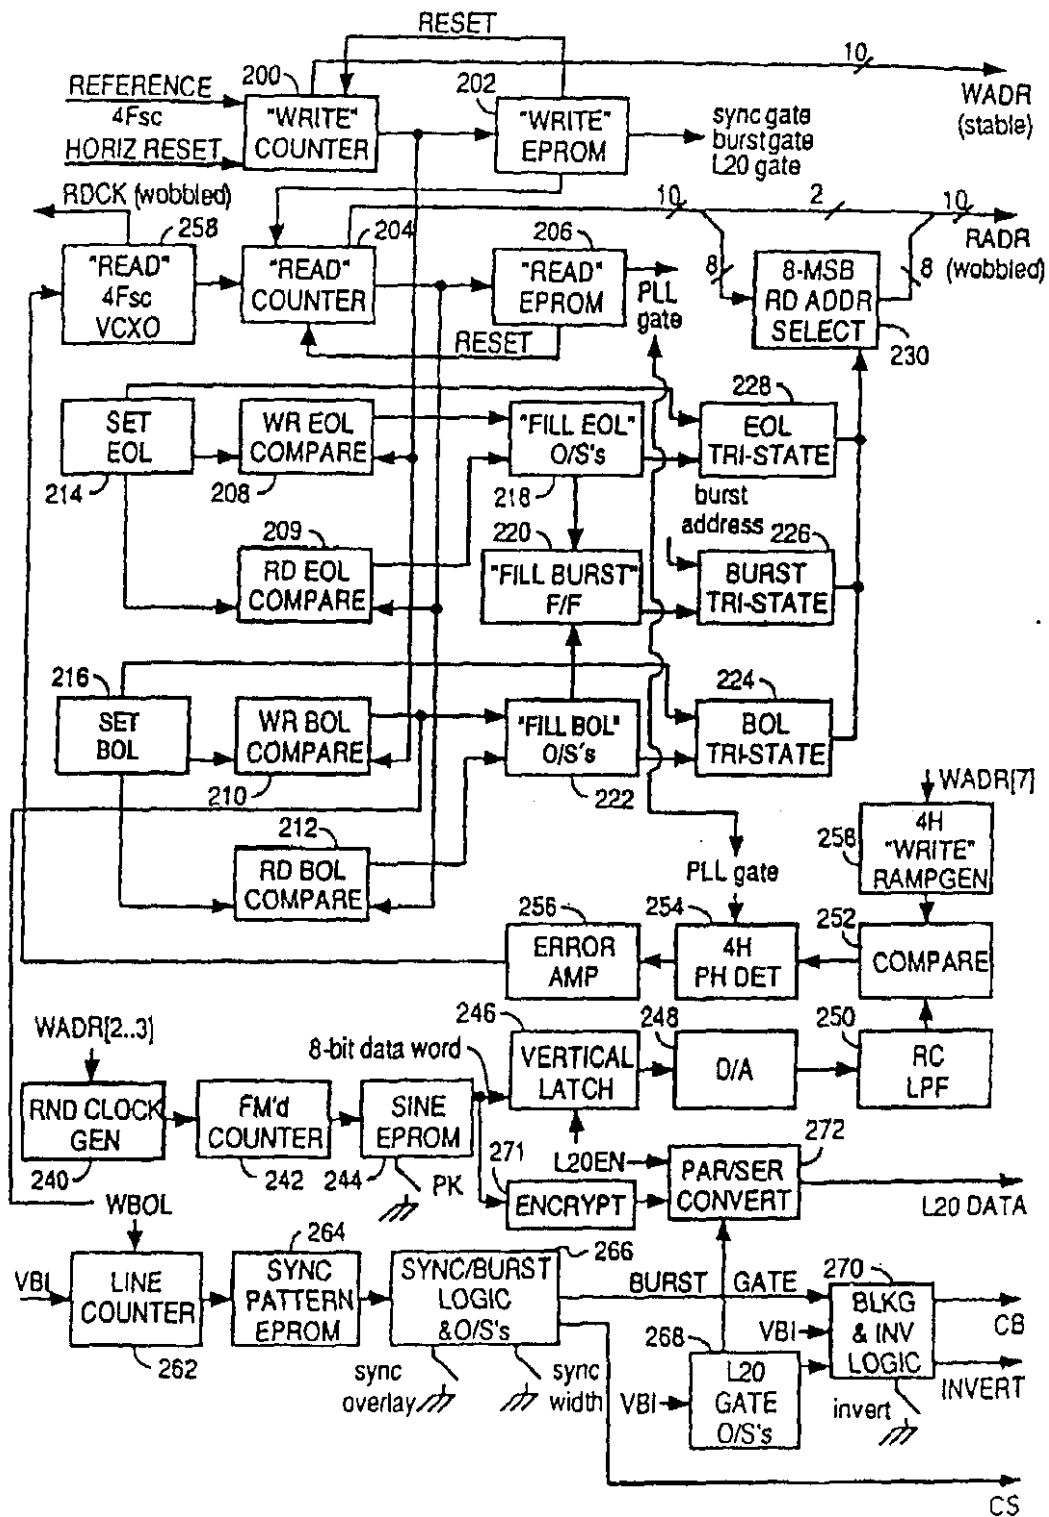 RESET
10
REFERENCE
4Fsc
HORIZ RESET
200
"WRITE"
COUNTER
202
"WRITE"
EPROM
sync gate
burst gate
L20 gate
WADR
(stable)
RDCK (wobbled)
10
2
10
258
"READ"
4Fsc
VCXO
204
"READ"
COUNTER
206
"READ"
EPROM
PLL
gate
RESET
8
8-MSB
RD ADDR
SELECT
230
8
RADR
(wobbled)
SET
EOL
214
WR EOL
COMPARE
208
"FILL EOL"
O/S's
218
228
EOL
TRI-STATE
burst
address
209
RD EOL
COMPARE
220
"FILL BURST"
F/F
226
BURST
TRI-STATE
216
SET
BOL
WR BOL
COMPARE
210
"FILL BOL"
O/S's
222
224
BOL
TRI-STATE
212
RD BOL
COMPARE
WADR[7]
258
4H
"WRITE"
RAMPGEN
PLL gate
256
ERROR
AMP
254
4H
PH DET
252
COMPARE
WADR[2..3]
8-bit data word
246
VERTICAL
LATCH
248
D/A
250
RC
LPF
RND CLOCK
GEN
240
FM'd
COUNTER
242
SINE
EPROM
244
PK
L20EN
271
ENCRYPT
272
PAR/SER
CONVERT
L20 DATA
WBOL
VBI
LINE
COUNTER
262
264
SYNC
PATTERN
EPROM
266
SYNC/BURST
LOGIC
&O/S's
sync
overlay
sync
width
BURST GATE
VBI
268
L20
GATE
O/S's
VBI
270
BLKG
& INV
LOGIC
invert
CB
INVERT
CS